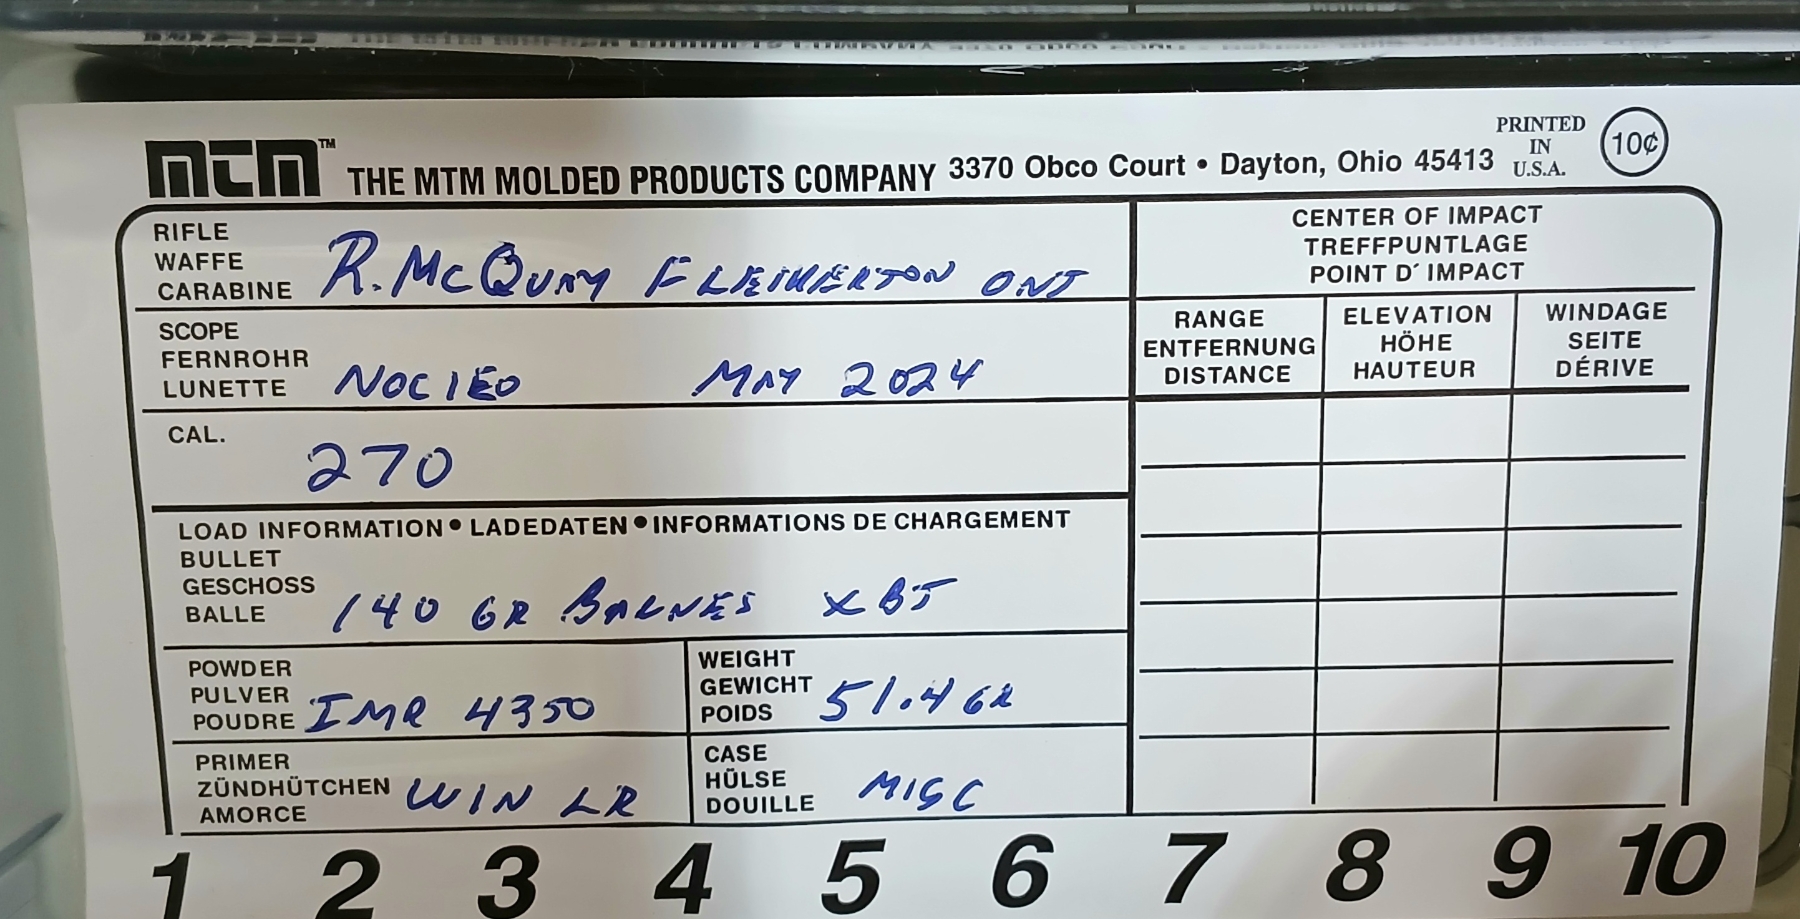 MTM™ THE MTM MOLDED PRODUCTS COMPANY 3370 Obco Court • Dayton, Ohio 45413
PRINTED
IN
U.S.A.
10¢
RIFLE
WAFFE
CARABINE
R. McQUAY ONT
SCOPE
FERNROHR
LUNETTE
MAY 2024
CAL.
270
LOAD INFORMATION • LADEDATEN • INFORMATIONS DE CHARGEMENT
BULLET
GESCHOSS
BALLE
140 GR BARNES XBT
POWDER
PULVER
POUDRE
IMR 4350
WEIGHT
GEWICHT
POIDS
51.4 GR
PRIMER
ZÜNDHÜTCHEN
AMORCE
WIN LR
CASE
HÜLSE
DOUILLE
MISC
CENTER OF IMPACT
TREFFPUNTLAGE
POINT D´ IMPACT
RANGE
ENTFERNUNG
DISTANCE
ELEVATION
HÖHE
HAUTEUR
WINDAGE
SEITE
DÉRIVE
1 2 3 4 5 6 7 8 9 10